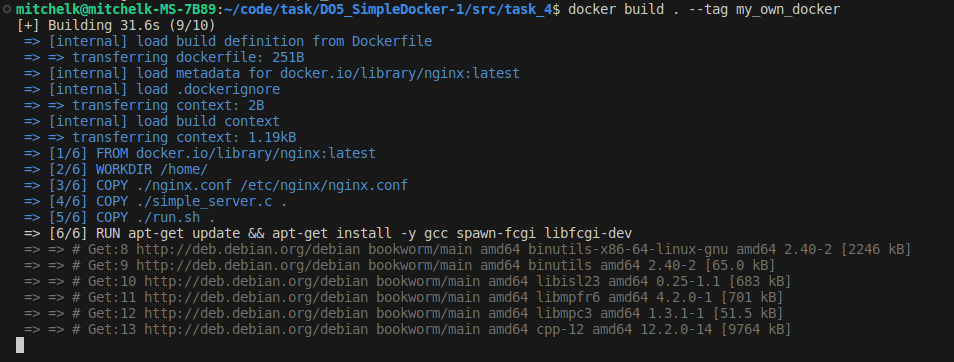 mitchelk@mitchelk-MS-7B89:~/code/task/DO5_SimpleDocker-1/src/task_4$ docker build . --tag my_own_docker
[+] Building 31.6s (9/10)
=> [internal] load build definition from Dockerfile
=> => transferring dockerfile: 251B
=> [internal] load metadata for docker.io/library/nginx:latest
=> [internal] load .dockerignore
=> => transferring context: 2B
=> [internal] load build context
=> => transferring context: 1.19kB
=> [1/6] FROM docker.io/library/nginx:latest
=> [2/6] WORKDIR /home/
=> [3/6] COPY ./nginx.conf /etc/nginx/nginx.conf
=> [4/6] COPY ./simple_server.c .
=> [5/6] COPY ./run.sh .
=> [6/6] RUN apt-get update && apt-get install -y gcc spawn-fcgi libfcgi-dev
=> => # Get:8 http://deb.debian.org/debian bookworm/main amd64 binutils-x86-64-linux-gnu amd64 2.40-2 [2246 kB]
=> => # Get:9 http://deb.debian.org/debian bookworm/main amd64 binutils amd64 2.40-2 [65.0 kB]
=> => # Get:10 http://deb.debian.org/debian bookworm/main amd64 libisl23 amd64 0.25-1.1 [683 kB]
=> => # Get:11 http://deb.debian.org/debian bookworm/main amd64 libmpfr6 amd64 4.2.0-1 [701 kB]
=> => # Get:12 http://deb.debian.org/debian bookworm/main amd64 libmpc3 amd64 1.3.1-1 [51.5 kB]
=> => # Get:13 http://deb.debian.org/debian bookworm/main amd64 cpp-12 amd64 12.2.0-14 [9764 kB]